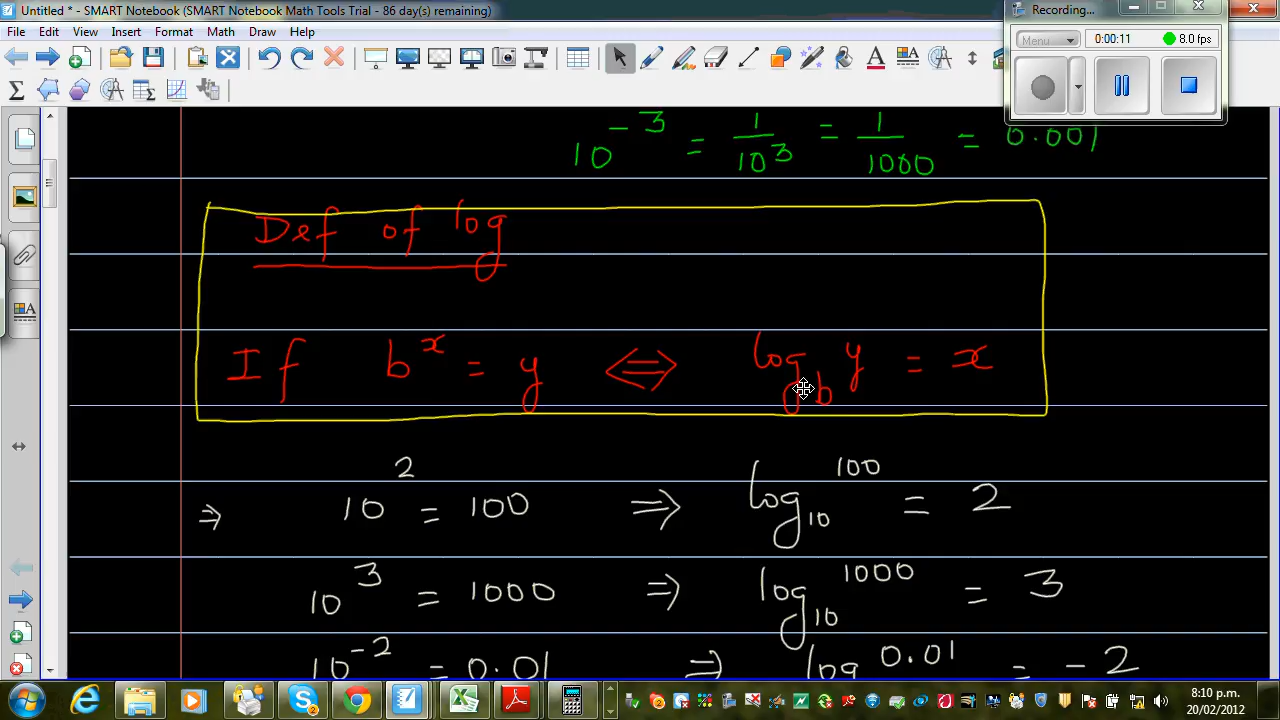 Untitled * - SMART Notebook (SMART Notebook Math Tools Trial - 86 day(s) remaining)
Recording...
File Edit View Insert Format Math Draw Help
Menu
0:00:11
8.0 fps
10^-3 = 1/10^3 = 1/1000 = 0.001
Def of log
If b^x = y ⇔ log_b y = x
⇒ 10^2 = 100 ⇒ log_10 100 = 2
10^3 = 1000 ⇒ log_10 1000 = 3
10^-2 = 0.01 ⇒ log 0.01 = -2
8:10 p.m.
20/02/2012